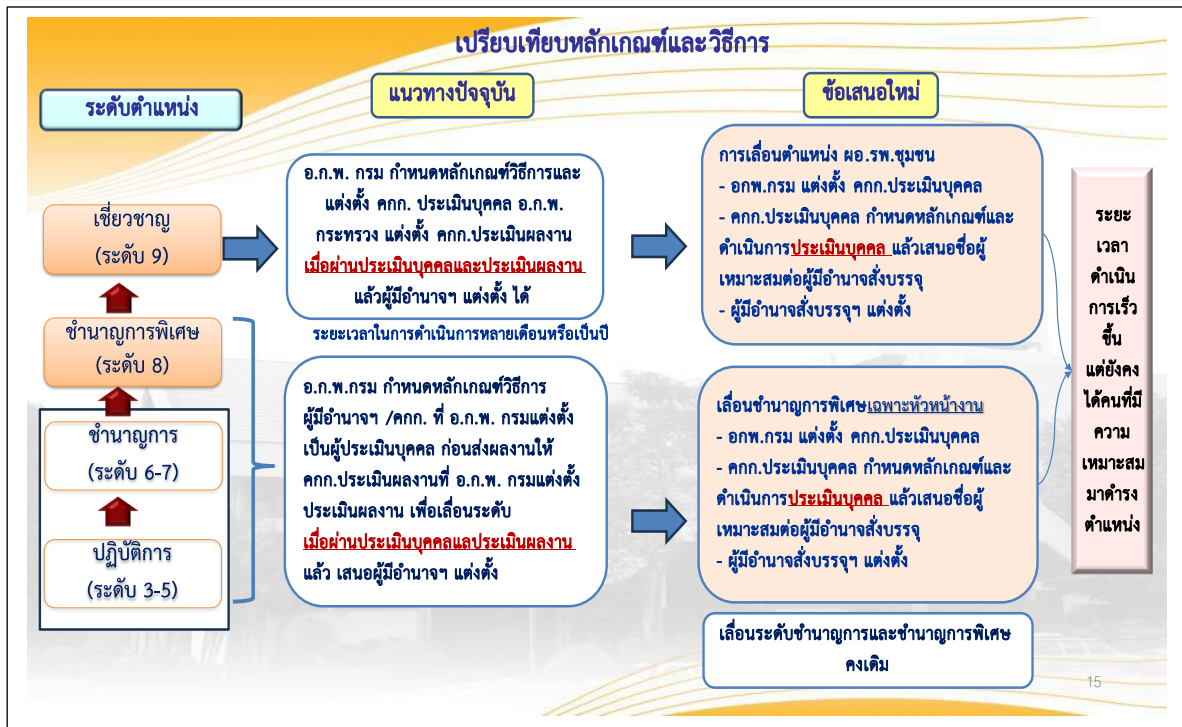 เปรียบเทียบหลักเกณฑ์และวิธีการ
ระดับตำแหน่ง
แนวทางปัจจุบัน
ข้อเสนอใหม่
เชี่ยวชาญ
(ระดับ 9)
ชำนาญการพิเศษ
(ระดับ 8)
ชำนาญการ
(ระดับ 6-7)
ปฏิบัติการ
(ระดับ 3-5)
อ.ก.พ. กรม กำหนดหลักเกณฑ์วิธีการและ
แต่งตั้ง คกก. ประเมินบุคคล อ.ก.พ.
กระทรวง แต่งตั้ง คกก.ประเมินผลงาน
เมื่อผ่านประเมินบุคคลและประเมินผลงาน
แล้วผู้มีอำนาจฯ แต่งตั้ง ได้
ระยะเวลาในการดำเนินการหลายเดือนหรือเป็นปี
อ.ก.พ.กรม กำหนดหลักเกณฑ์วิธีการ
ผู้มีอำนาจฯ /คกก. ที่ อ.ก.พ. กรมแต่งตั้ง
เป็นผู้ประเมินบุคคล ก่อนส่งผลงานให้
คกก.ประเมินผลงานที่ อ.ก.พ. กรมแต่งตั้ง
ประเมินผลงาน เพื่อเลื่อนระดับ
เมื่อผ่านประเมินบุคคลแลประเมินผลงาน
แล้ว เสนอผู้มีอำนาจฯ แต่งตั้ง
การเลื่อนตำแหน่ง ผอ.รพ.ชุมชน
- อกพ.กรม แต่งตั้ง คกก.ประเมินบุคคล
- คกก.ประเมินบุคคล กำหนดหลักเกณฑ์และ
ดำเนินการประเมินบุคคล แล้วเสนอชื่อผู้
เหมาะสมต่อผู้มีอำนาจสั่งบรรจุ
- ผู้มีอำนาจสั่งบรรจุฯ แต่งตั้ง
เลื่อนชำนาญการพิเศษเฉพาะหัวหน้างาน
- อกพ.กรม แต่งตั้ง คกก.ประเมินบุคคล
- คกก.ประเมินบุคคล กำหนดหลักเกณฑ์และ
ดำเนินการประเมินบุคคล แล้วเสนอชื่อผู้
เหมาะสมต่อผู้มีอำนาจสั่งบรรจุ
- ผู้มีอำนาจสั่งบรรจุฯ แต่งตั้ง
เลื่อนระดับชำนาญการและชำนาญการพิเศษ
คงเดิม
ระยะ
เวลา
ดำเนิน
การเร็ว
ขึ้น
แต่ยังคง
ได้คนที่มี
ความ
เหมาะสม
มาดำรง
ตำแหน่ง
15